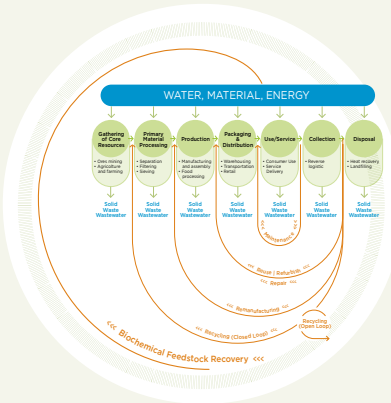 WATER, MATERIAL, ENERGY
Gathering
of Core
Resources
• Ores mining
• Agriculture
and farming
Solid
Waste
Wastewater
Primary
Material
Processing
• Separation
• Filtering
• Sieving
Solid
Waste
Wastewater
Production
• Manufacturing
and assembly
• Food
processing
Solid
Waste
Wastewater
Packaging
&
Distribution
• Warehousing
• Transportation
• Retail
Solid
Waste
Wastewater
Use/Service
• Consumer Use
• Service
Delivery
Solid
Waste
Wastewater
Collection
• Reverse
logistic
Solid
Waste
Wastewater
Disposal
• Heat recovery
• Landfilling
Solid
Waste
Wastewater
<<< Maintenance <<<
Reuse | Refurbish
<<< Repair <<<
<<< Remanufacturing <<<
<<< Recycling (Closed Loop) <<<
Recycling
(Open Loop)
<<< Biochemical Feedstock Recovery <<<